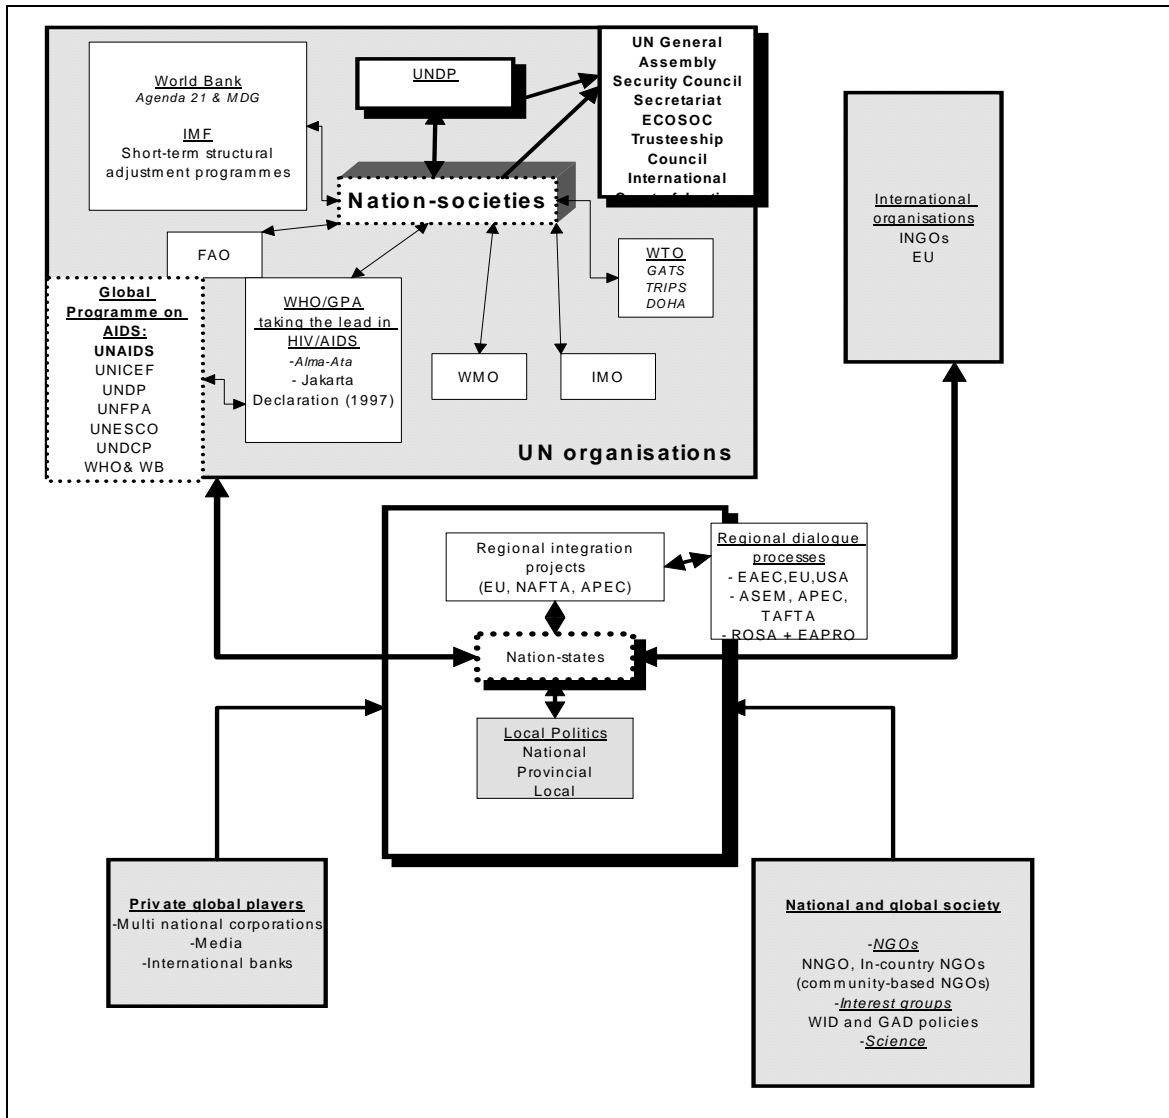 World Bank
Agenda 21 & MDG
IMF
Short-term structural
adjustment programmes
UNDP
UN General
Assembly
Security Council
Secretariat
ECOSOC
Trusteeship
Council
International
Nation-societies
FAO
Global
Programme on
AIDS:
UNAIDS
UNICEF
UNDP
UNFPA
UNESCO
UNDCP
WHO& WB
WHO/GPA
taking the lead in
HIV/AIDS
-Alma-Ata
- Jakarta
Declaration (1997)
WMO
IMO
WTO
GATS
TRIPS
DOHA
UN organisations
International
organisations
INGOs
EU
Regional integration
projects
(EU, NAFTA, APEC)
Regional dialogue
processes
- EAEC,EU,USA
- ASEM, APEC,
TAFTA
- ROSA + EAPRO
Nation-states
Local Politics
National
Provincial
Local
Private global players
-Multi national corporations
-Media
-International banks
National and global society
-NGOs
NNGO, In-country NGOs
(community-based NGOs)
-Interest groups
WID and GAD policies
-Science